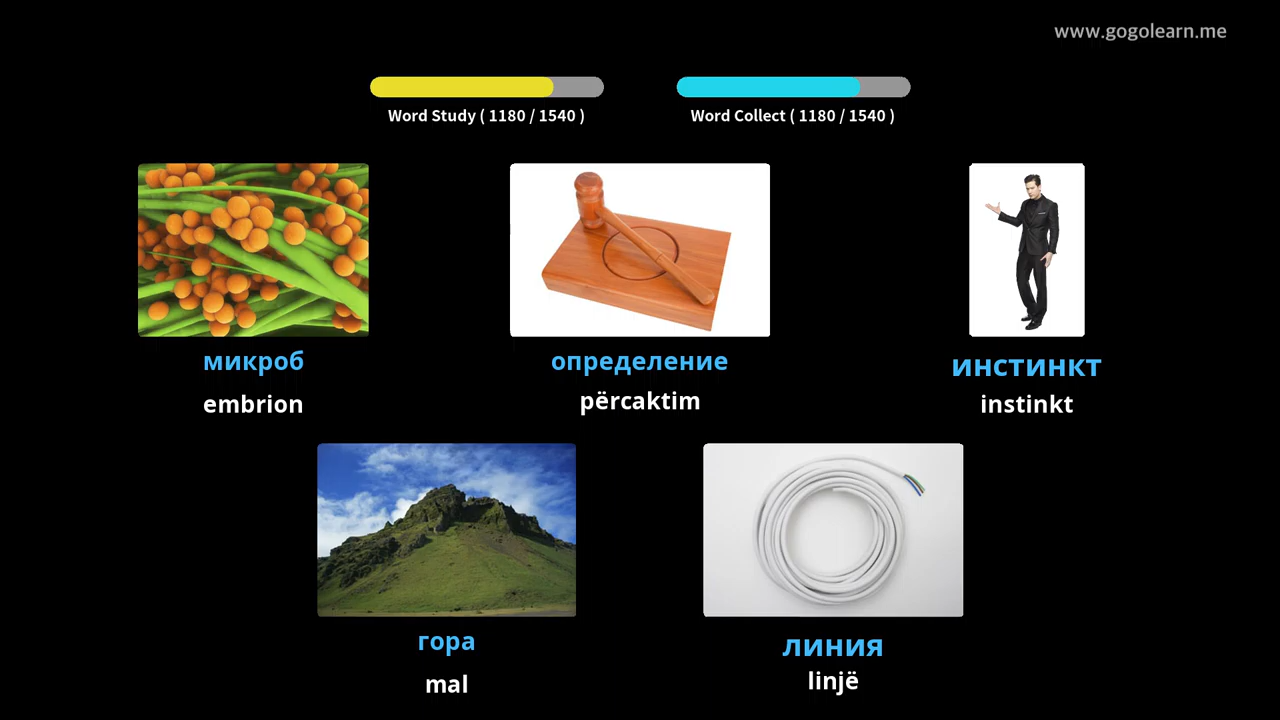 www.gogolearn.me
Word Study ( 1180 / 1540 )
Word Collect ( 1180 / 1540 )
микроб
embrion
определение
përcaktim
инстинкт
instinkt
гора
mal
линия
linjë